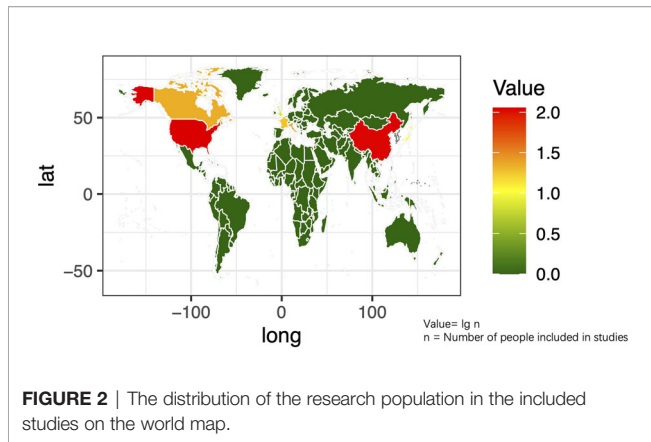 lat
50
0
−50
−100
0
100
long
Value
2.0
1.5
1.0
0.5
0.0
Value= lg n
n = Number of people included in studies
FIGURE 2 | The distribution of the research population in the included
studies on the world map.